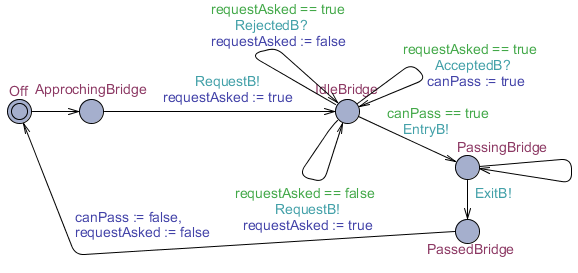 requestAsked == true
RejectedB?
requestAsked := false
requestAsked == true
AcceptedB?
canPass := true
Off
ApprochingBridge
RequestB!
requestAsked := true
IdleBridge
canPass == true
EntryB!
PassingBridge
requestAsked == false
RequestB!
requestAsked := true
ExitB!
canPass := false,
requestAsked := false
PassedBridge